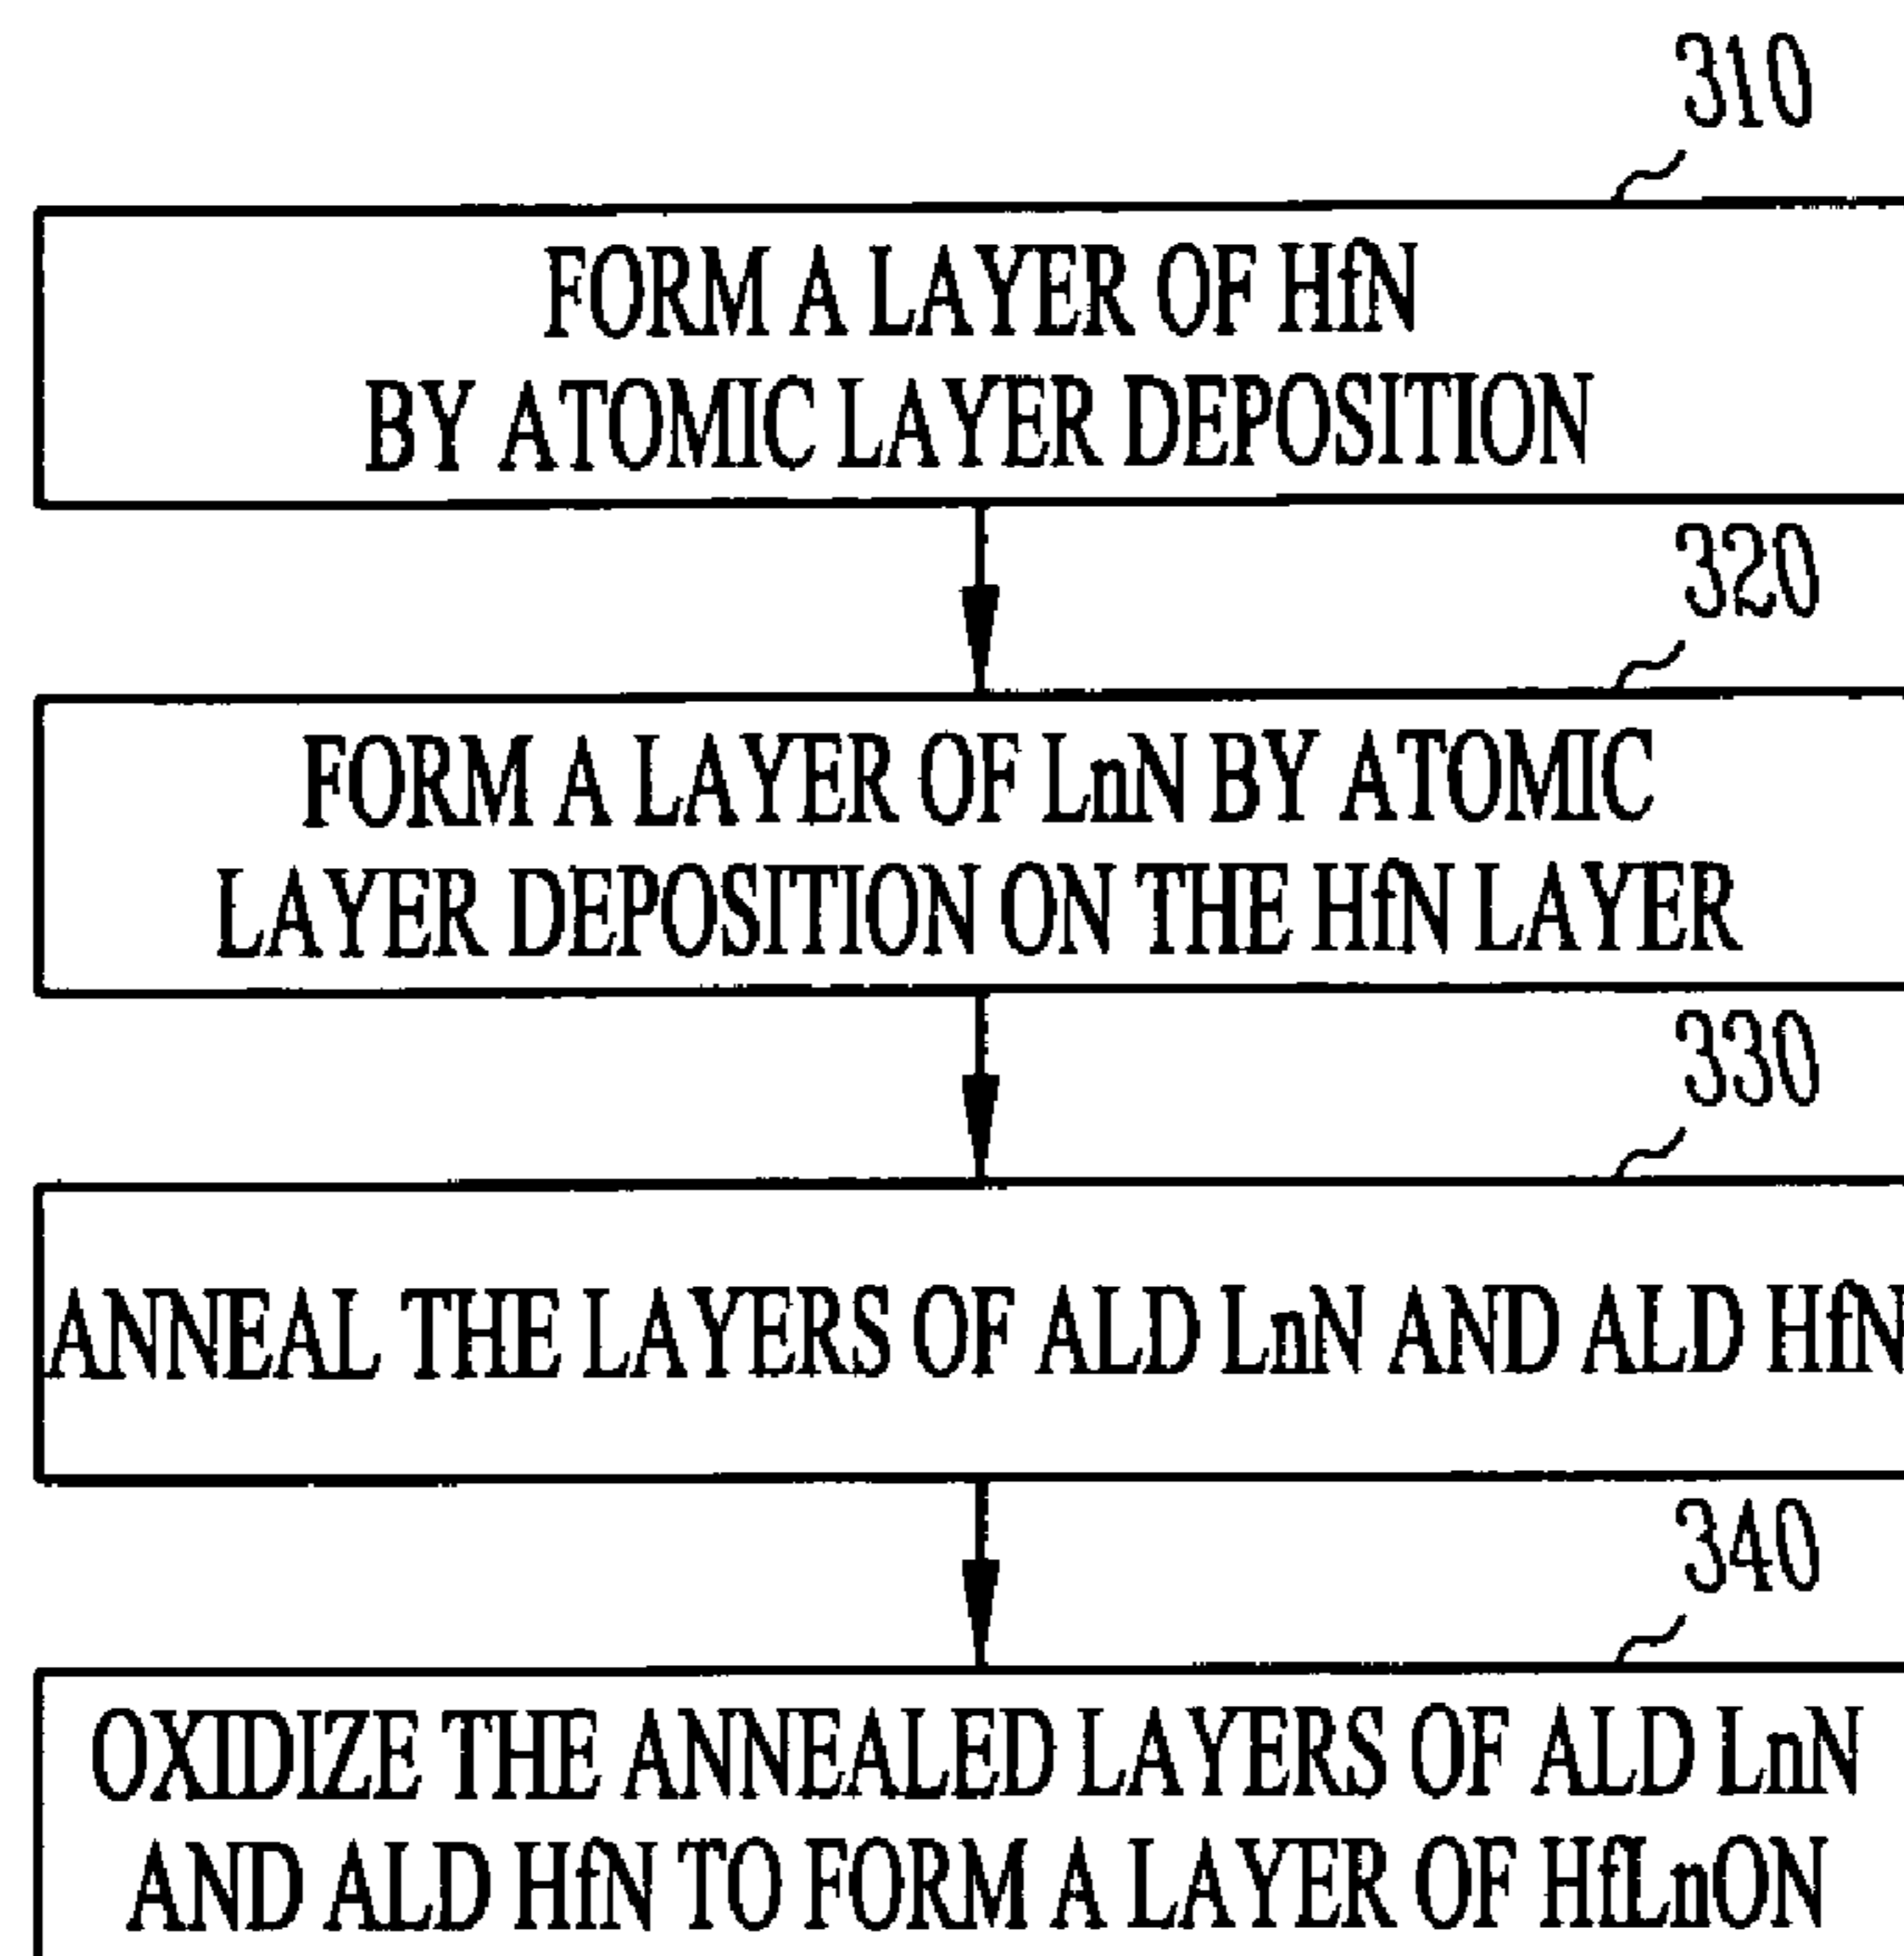 310
FORM A LAYER OF HfN
BY ATOMIC LAYER DEPOSITION
320
FORM A LAYER OF LnN BY ATOMIC
LAYER DEPOSITION ON THE HfN LAYER
330
ANNEAL THE LAYERS OF ALD LnN AND ALD HfN
340
OXIDIZE THE ANNEALED LAYERS OF ALD LnN
AND ALD HfN TO FORM A LAYER OF HfLnON